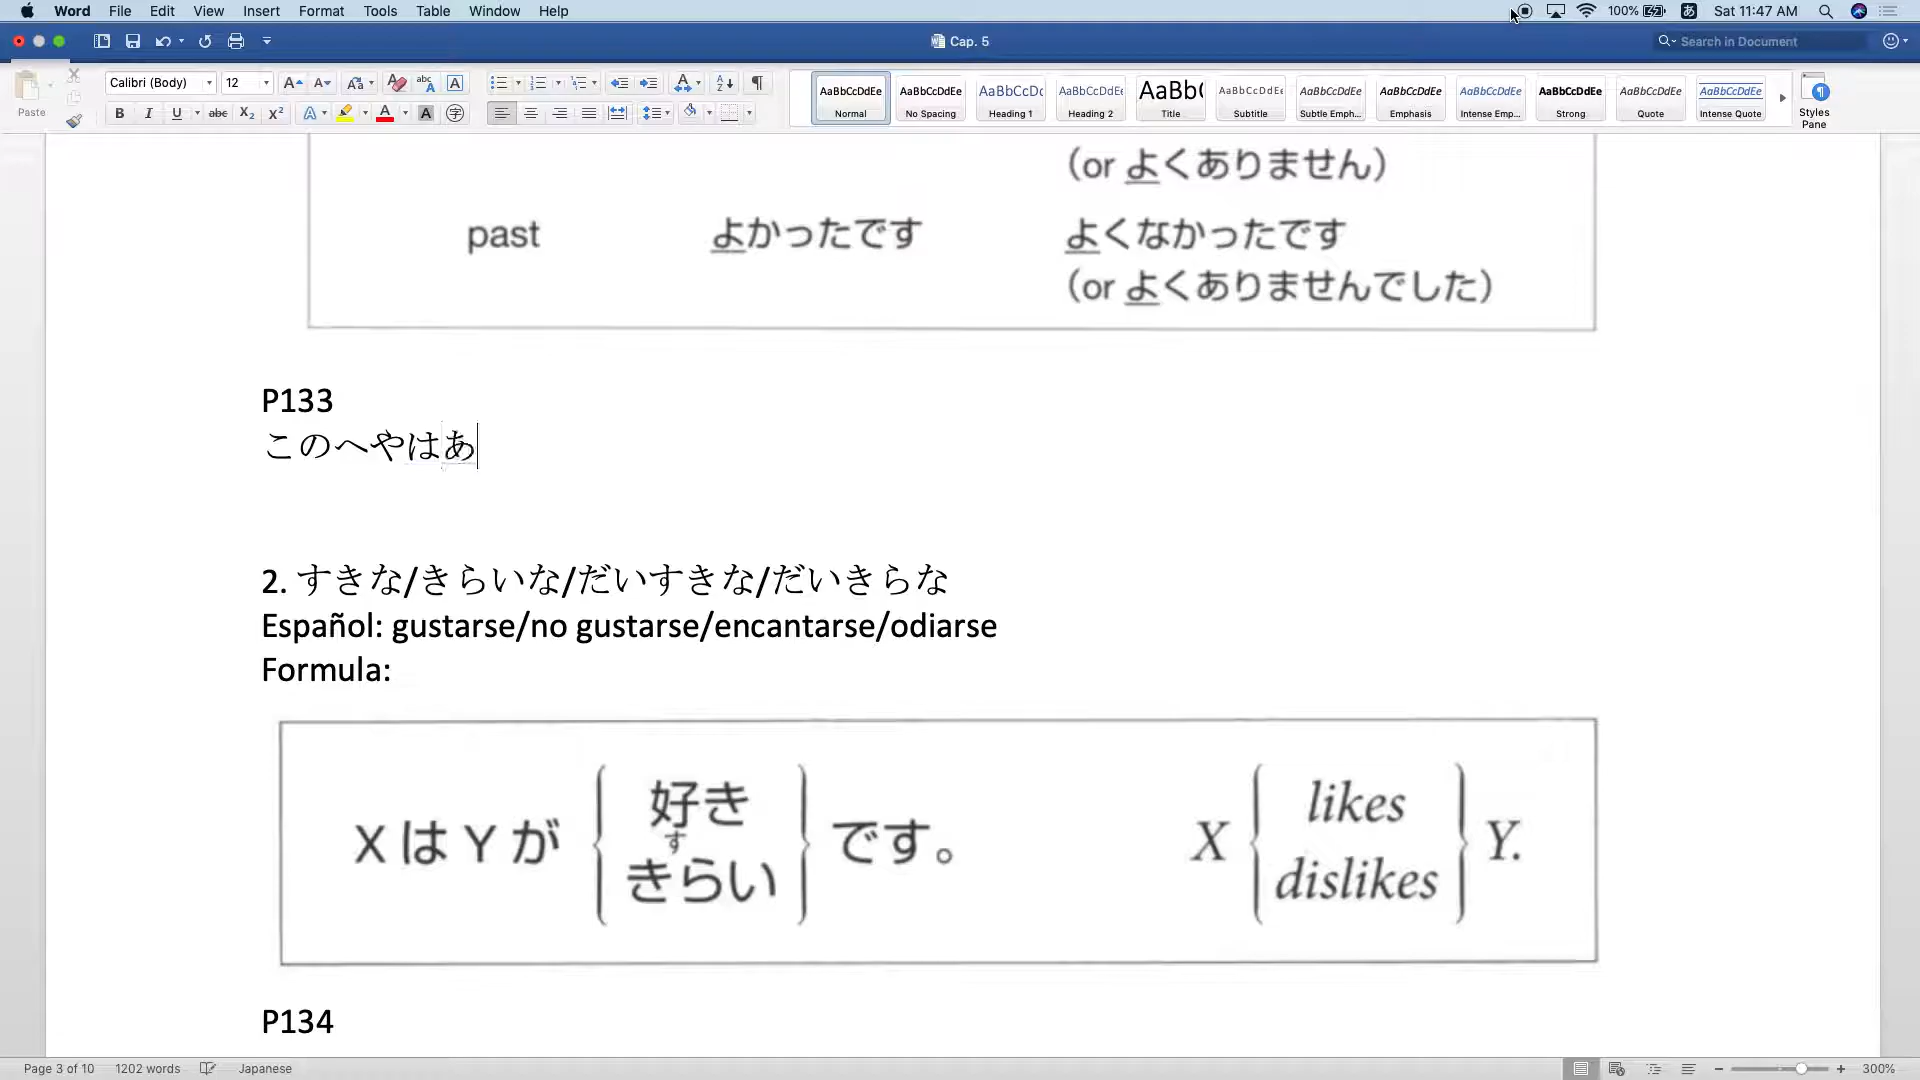 Word File Edit View Insert Format Tools Table Window Help 100% あ Sat 11:47 AM
Cap. 5 Search in Document
Paste Calibri (Body) 12
AaBbCcDdEe AaBbCcDdEe AaBbCcDc AaBbCcDdEe AaBb( AaBbCcDdEe AaBbCcDdEe AaBbCcDdEe AaBbCcDdEe AaBbCcDdEe AaBbCcDdEe AaBbCcDdEe
Normal No Spacing Heading 1 Heading 2 Title Subtitle Subtle Emph... Emphasis Intense Emp... Strong Quote Intense Quote Styles Pane
(or よくありません)
past よかったです よくなかったです
(or よくありませんでした)
P133
このへやはあ
2. すきな/きらいな/だいすきな/だいきらな
Español: gustarse/no gustarse/encantarse/odiarse
Formula:
X は Y が 好き きらい です。 X likes dislikes Y.
す
P134
Page 3 of 10 1202 words Japanese 300%